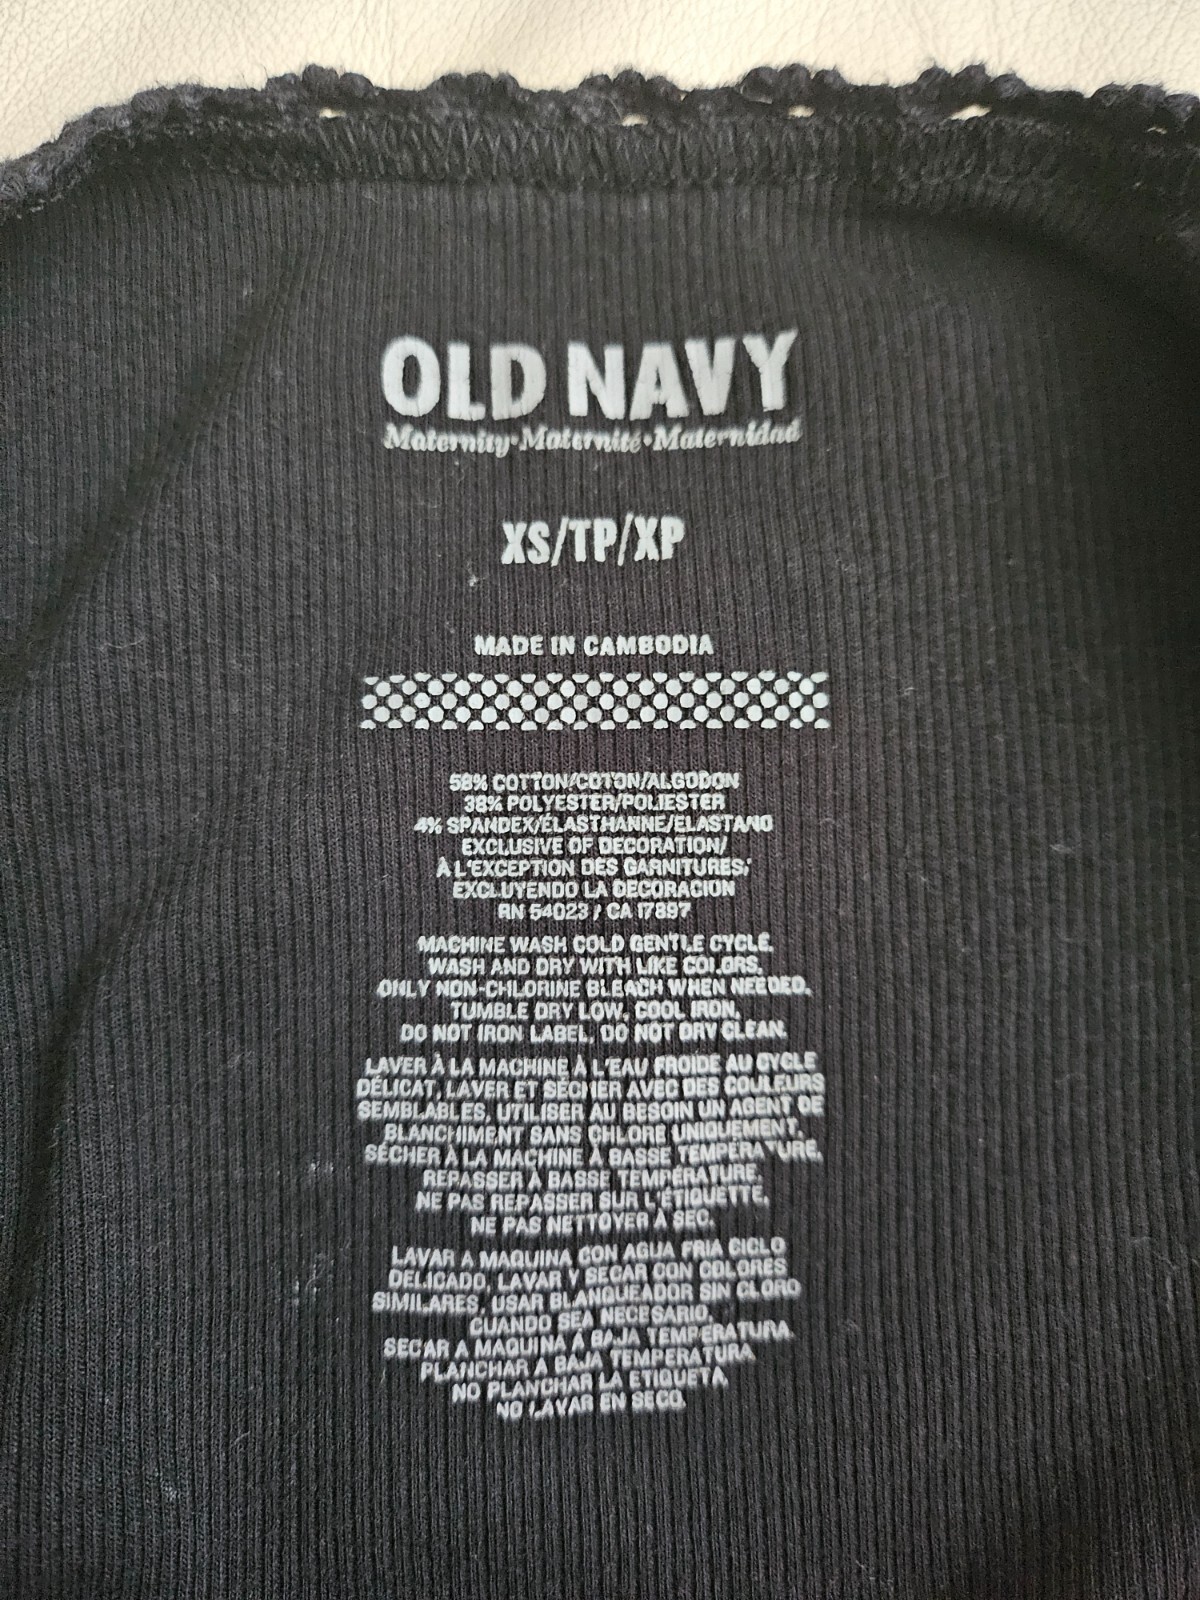 OLD NAVY
Maternity•Maternité•Maternidad
XS/TP/XP
MADE IN CAMBODIA
58% COTTON/COTON/ALGODON
38% POLYESTER/POLIESTER
4% SPANDEX/ÉLASTHANNE/ELASTANO
EXCLUSIVE OF DECORATION/
À L'EXCEPTION DES GARNITURES/
EXCLUYENDO LA DECORACION
RN 54023 / CA 17897
MACHINE WASH COLD GENTLE CYCLE.
WASH AND DRY WITH LIKE COLORS.
ONLY NON-CHLORINE BLEACH WHEN NEEDED.
TUMBLE DRY LOW. COOL IRON.
DO NOT IRON LABEL. DO NOT DRY CLEAN.
LAVER À LA MACHINE À L'EAU FROIDE AU CYCLE
DÉLICAT, LAVER ET SÉCHER AVEC DES COULEURS
SEMBLABLES, UTILISER AU BESOIN UN AGENT DE
BLANCHIMENT SANS CHLORE UNIQUEMENT,
SÉCHER À LA MACHINE À BASSE TEMPÉRATURE,
REPASSER À BASSE TEMPÉRATURE,
NE PAS REPASSER SUR L'ÉTIQUETTE,
NE PAS NETTOYER À SEC.
LAVAR A MAQUINA CON AGUA FRIA CICLO
DELICADO, LAVAR Y SECAR CON COLORES
SIMILARES, USAR BLANQUEADOR SIN CLORO
CUANDO SEA NECESARIO,
SECAR A MAQUINA A BAJA TEMPERATURA.
PLANCHAR A BAJA TEMPERATURA
NO PLANCHAR LA ETIQUETA
NO LAVAR EN SECO.